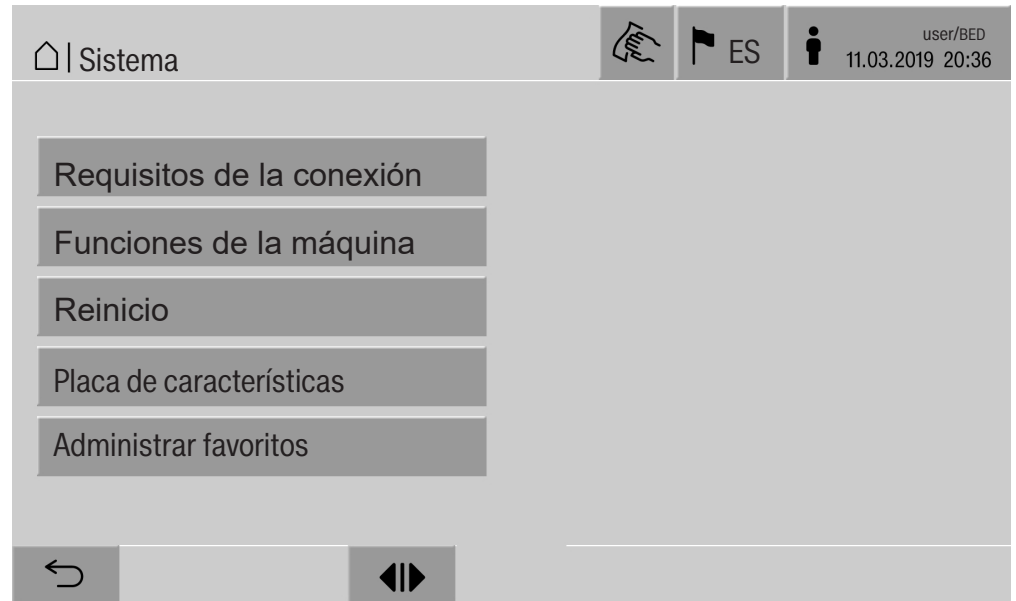 Sistema
ES
user/BED
11.03.2019 20:36
Requisitos de la conexión
Funciones de la máquina
Reinicio
Placa de características
Administrar favoritos